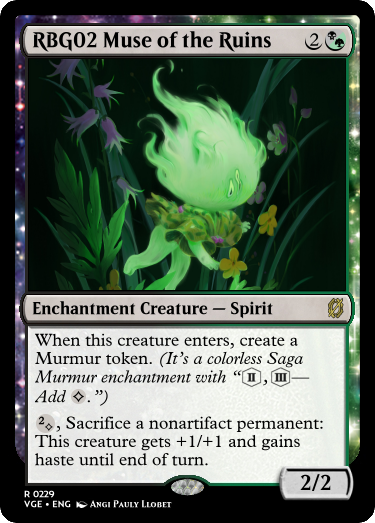 RBG02 Muse of the Ruins 2
Enchantment Creature — Spirit
When this creature enters, create a
Murmur token. (It's a colorless Saga
Murmur enchantment with “II, III—
Add .”)
2, Sacrifice a nonartifact permanent:
This creature gets +1/+1 and gains
haste until end of turn.
2/2
R 0229
VGE • ENG Angi Pauly Llobet